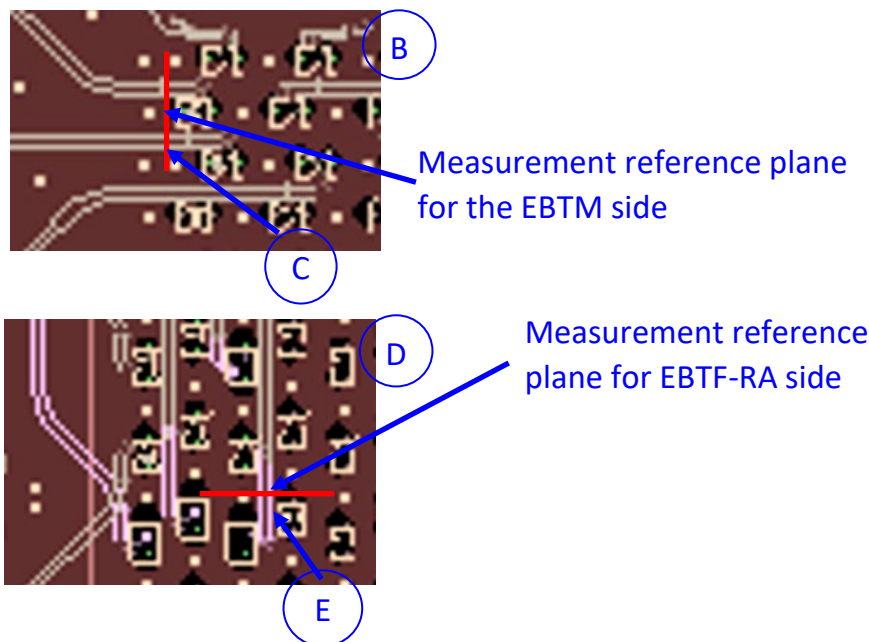 B
Measurement reference plane
for the EBTM side
C
D
Measurement reference
plane for EBTF-RA side
E